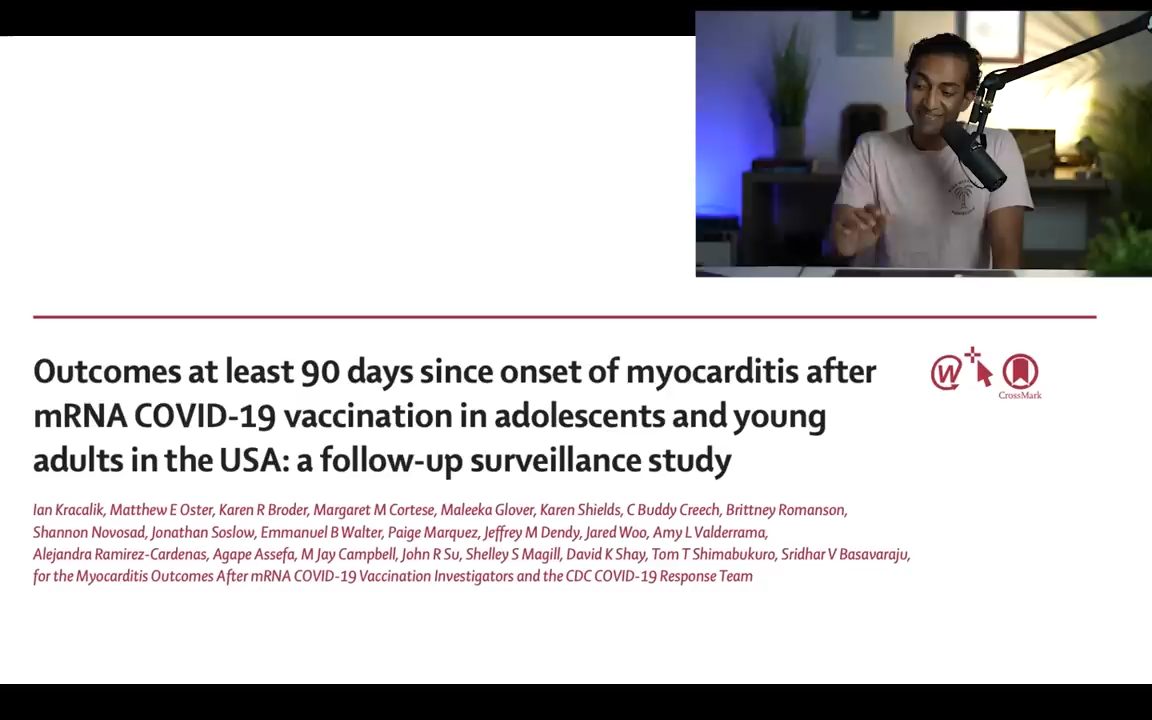 Outcomes at least 90 days since onset of myocarditis after
mRNA COVID-19 vaccination in adolescents and young
adults in the USA: a follow-up surveillance study
W
CrossMark
Ian Kracalik, Matthew E Oster, Karen R Broder, Margaret M Cortese, Maleeka Glover, Karen Shields, C Buddy Creech, Brittney Romanson,
Shannon Novosad, Jonathan Soslow, Emmanuel B Walter, Paige Marquez, Jeffrey M Dendy, Jared Woo, Amy L Valderrama,
Alejandra Ramirez-Cardenas, Agape Assefa, M Jay Campbell, John R Su, Shelley S Magill, David K Shay, Tom T Shimabukuro, Sridhar V Basavaraju,
for the Myocarditis Outcomes After mRNA COVID-19 Vaccination Investigators and the CDC COVID-19 Response Team